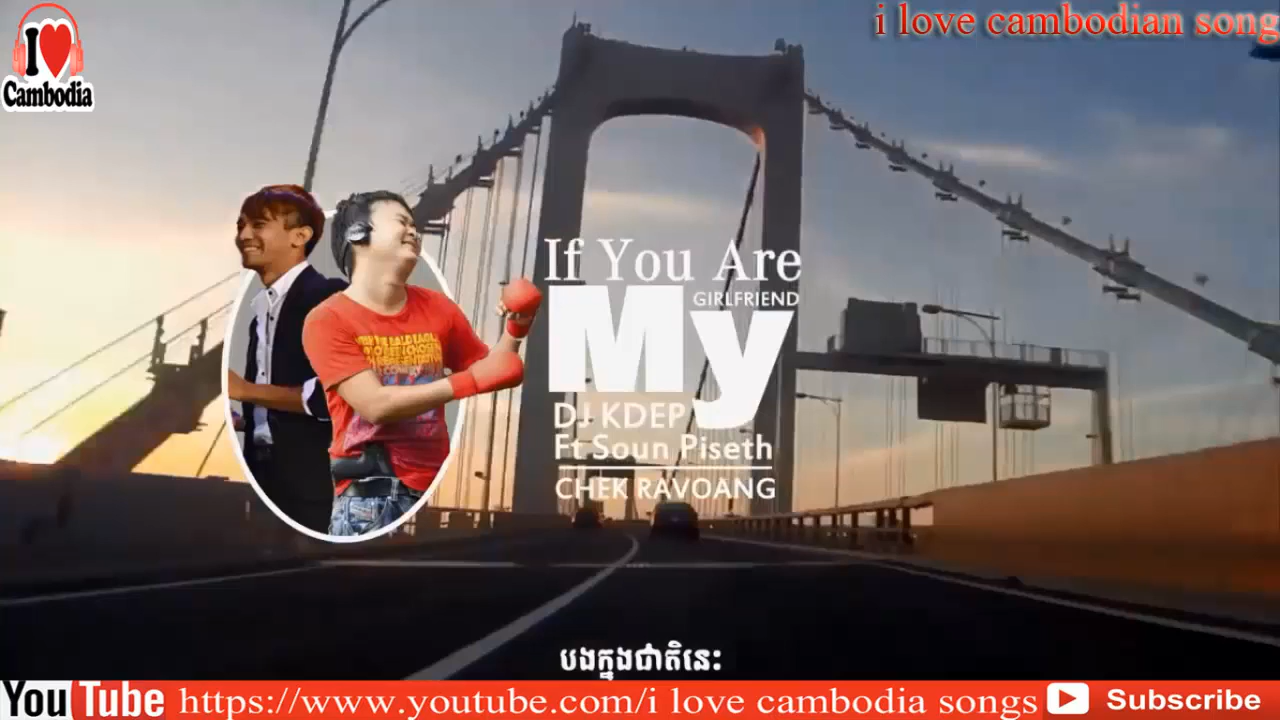 I
Cambodia
i love cambodian song
If You Are
GIRLFRIEND
My
DJ KDEP
Ft Soun Piseth
CHEK RAVOANG
បងក្នុងជាតិនេះ
YouTube https://www.youtube.com/i love cambodia songs Subscribe